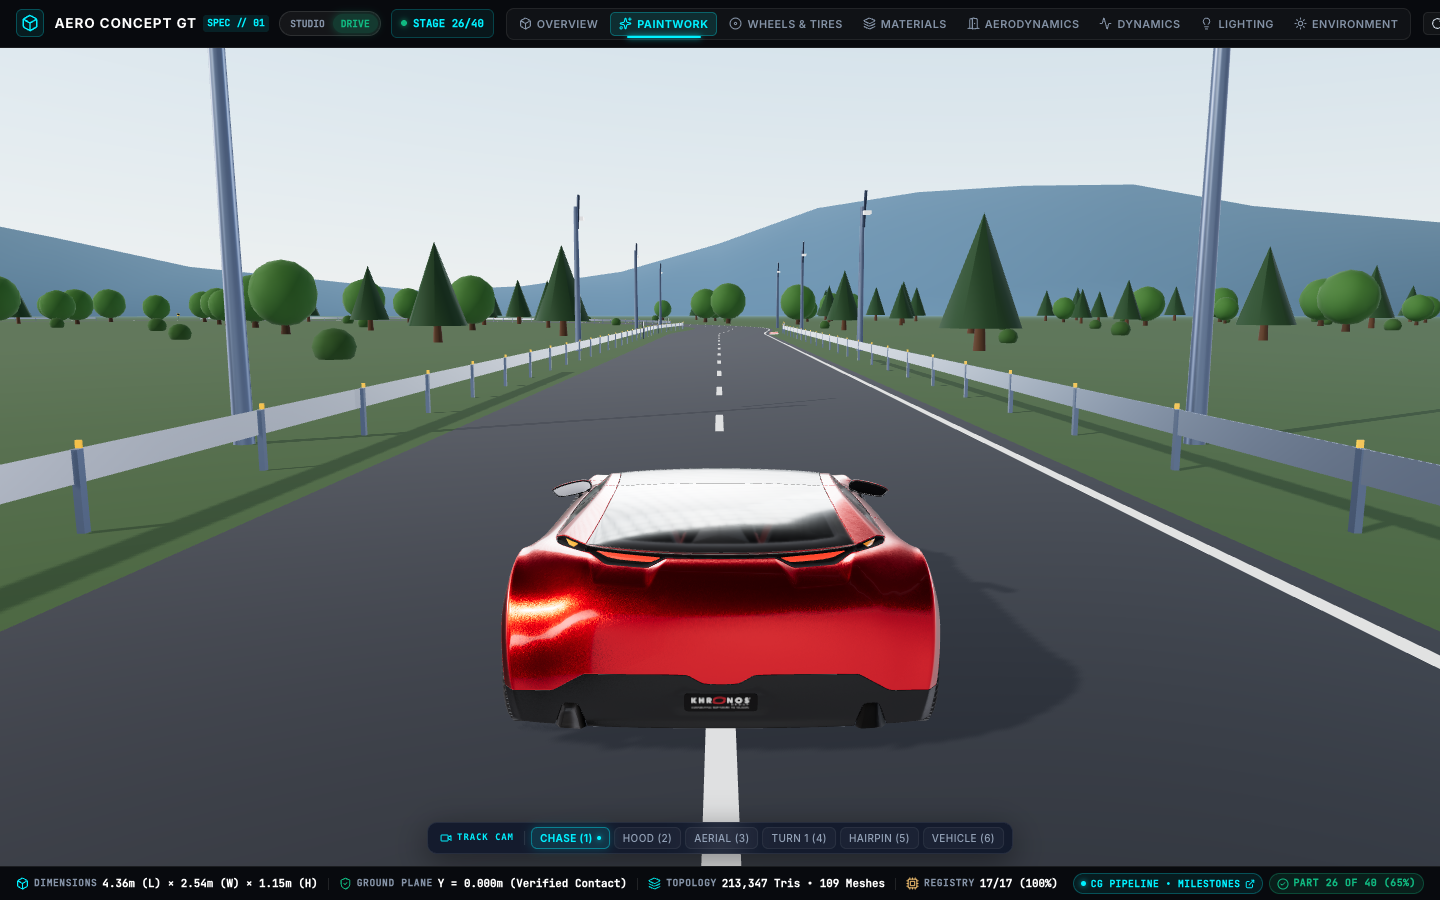 AERO CONCEPT GT SPEC // 01 STUDIO DRIVE STAGE 26/40 OVERVIEW PAINTWORK WHEELS & TIRES MATERIALS AERODYNAMICS DYNAMICS LIGHTING ENVIRONMENT
KHRONOS
TRACK CAM CHASE (1) HOOD (2) AERIAL (3) TURN 1 (4) HAIRPIN (5) VEHICLE (6)
DIMENSIONS 4.36m (L) × 2.54m (W) × 1.15m (H) GROUND PLANE Y = 0.000m (Verified Contact) TOPOLOGY 213,347 Tris • 109 Meshes REGISTRY 17/17 (100%) CG PIPELINE • MILESTONES PART 26 OF 40 (65%)